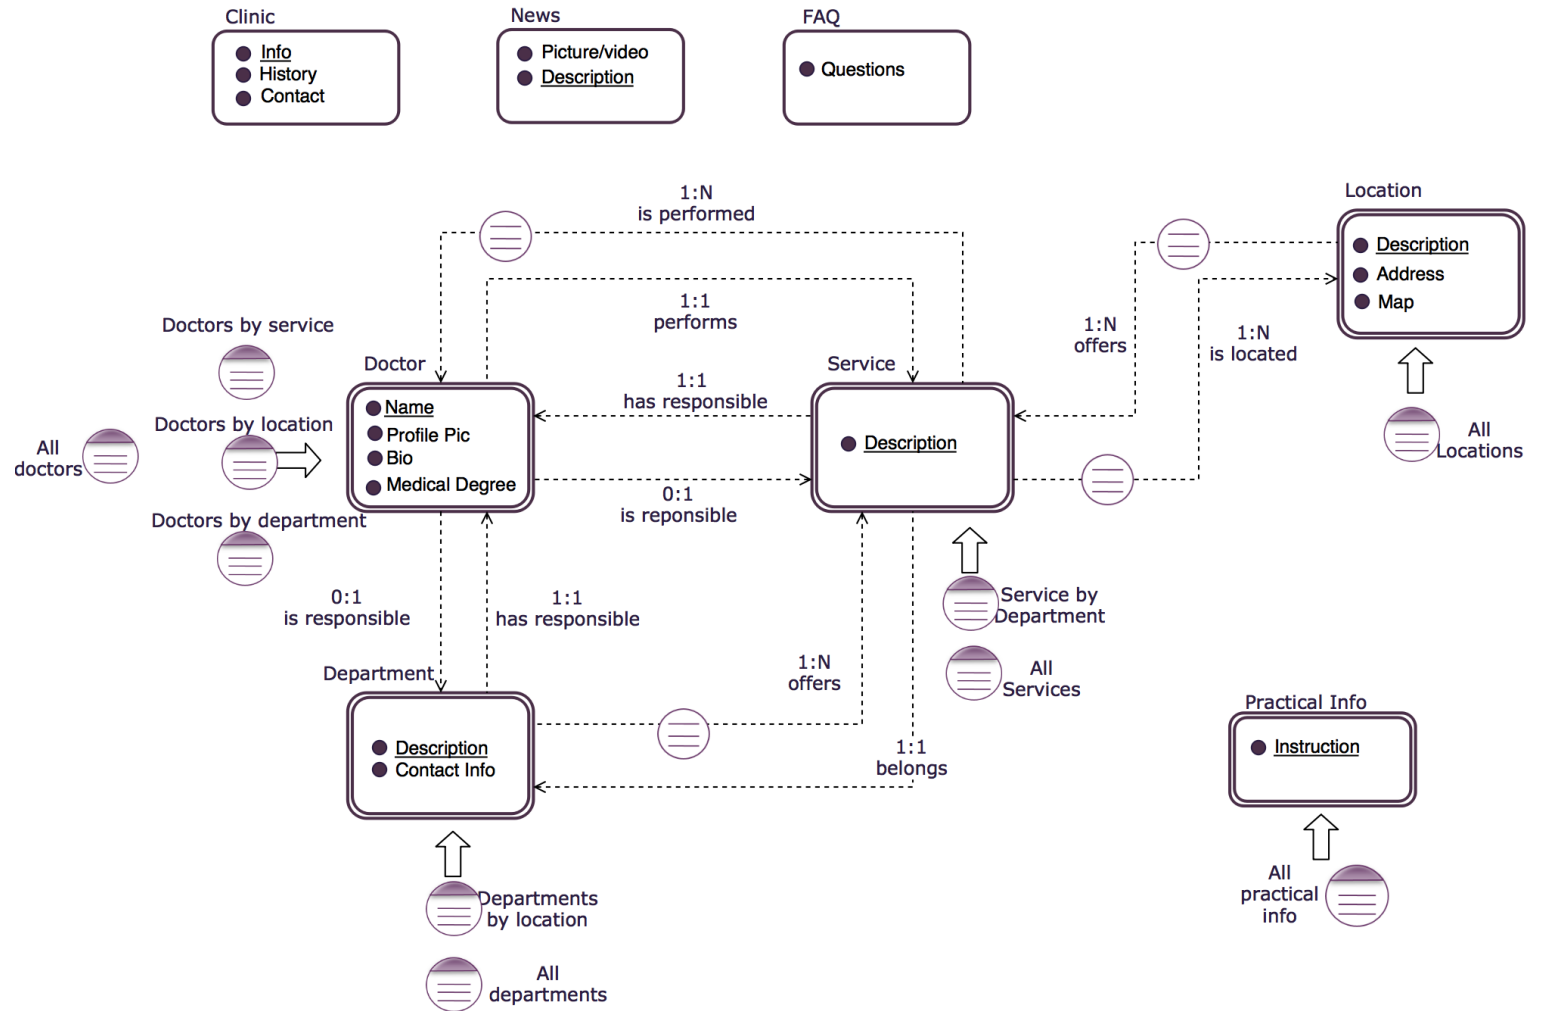 Clinic
Info
History
Contact
News
Picture/video
Description
FAQ
Questions
1:N
is performed
1:1
performs
Location
Description
Address
Map
1:N
offers
1:N
is located
All
Locations
Doctors by service
Doctors by location
All
doctors
Doctors by department
Doctor
Name
Profile Pic
Bio
Medical Degree
1:1
has responsible
0:1
is reponsible
Service
Description
0:1
is responsible
1:1
has responsible
Service by
Department
All
Services
Department
Description
Contact Info
1:N
offers
1:1
belongs
Departments
by location
All
departments
Practical Info
Instruction
All
practical
info